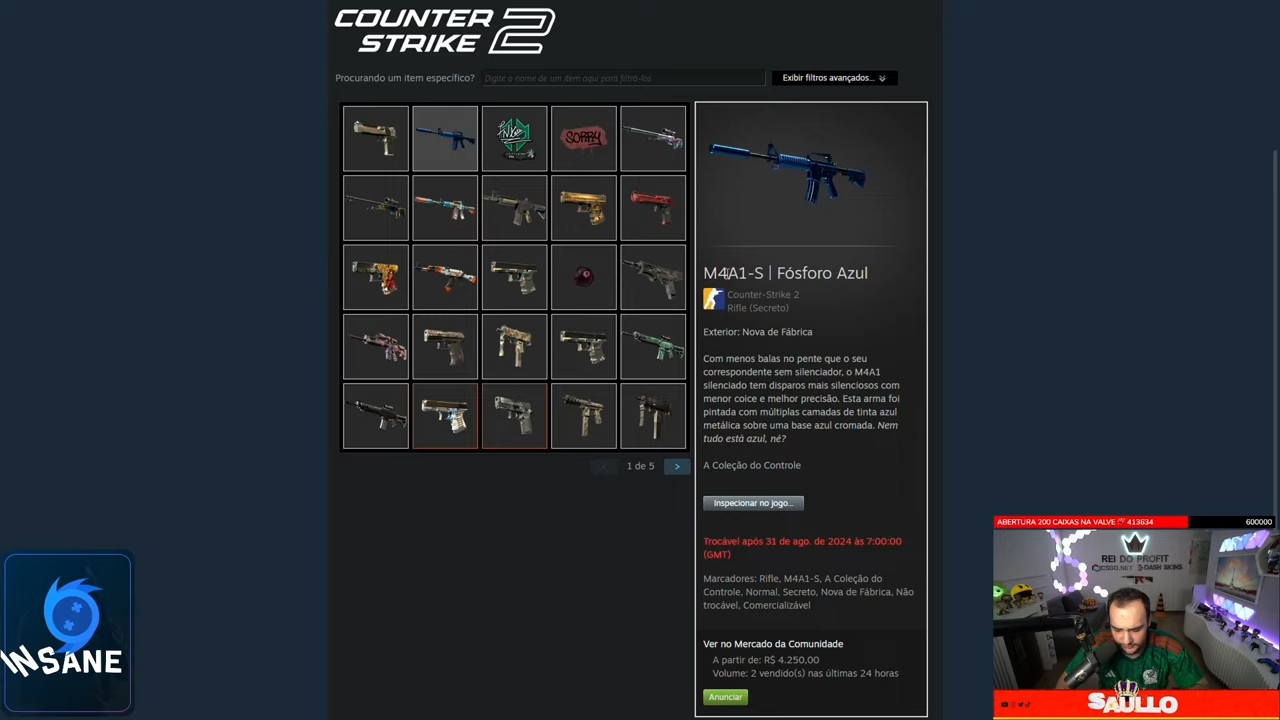 COUNTER
STRIKE 2
Procurando um item específico?
Digite o nome de um item aqui para filtrá-los
Exibir filtros avançados...
SORRY
M4A1-S | Fósforo Azul
Counter-Strike 2
Rifle (Secreto)
Exterior: Nova de Fábrica
Com menos balas no pente que o seu
correspondente sem silenciador, o M4A1
silenciado tem disparos mais silenciosos com
menor coice e melhor precisão. Esta arma foi
pintada com múltiplas camadas de tinta azul
metálica sobre uma base azul cromada. Nem
tudo está azul, né?
A Coleção do Controle
< 1 de 5 >
Inspecionar no jogo...
Trocável após 31 de ago. de 2024 às 7:00:00
(GMT)
Marcadores: Rifle, M4A1-S, A Coleção do
Controle, Normal, Secreto, Nova de Fábrica, Não
trocável, Comercializável
Ver no Mercado da Comunidade
A partir de: R$ 4.250,00
Volume: 2 vendido(s) nas últimas 24 horas
Anunciar
INSANE
ABERTURA 200 CAIXAS NA VALVE 413634
600000
REI DO PROFIT
CSGO.NET DASH SKINS
SAULLO